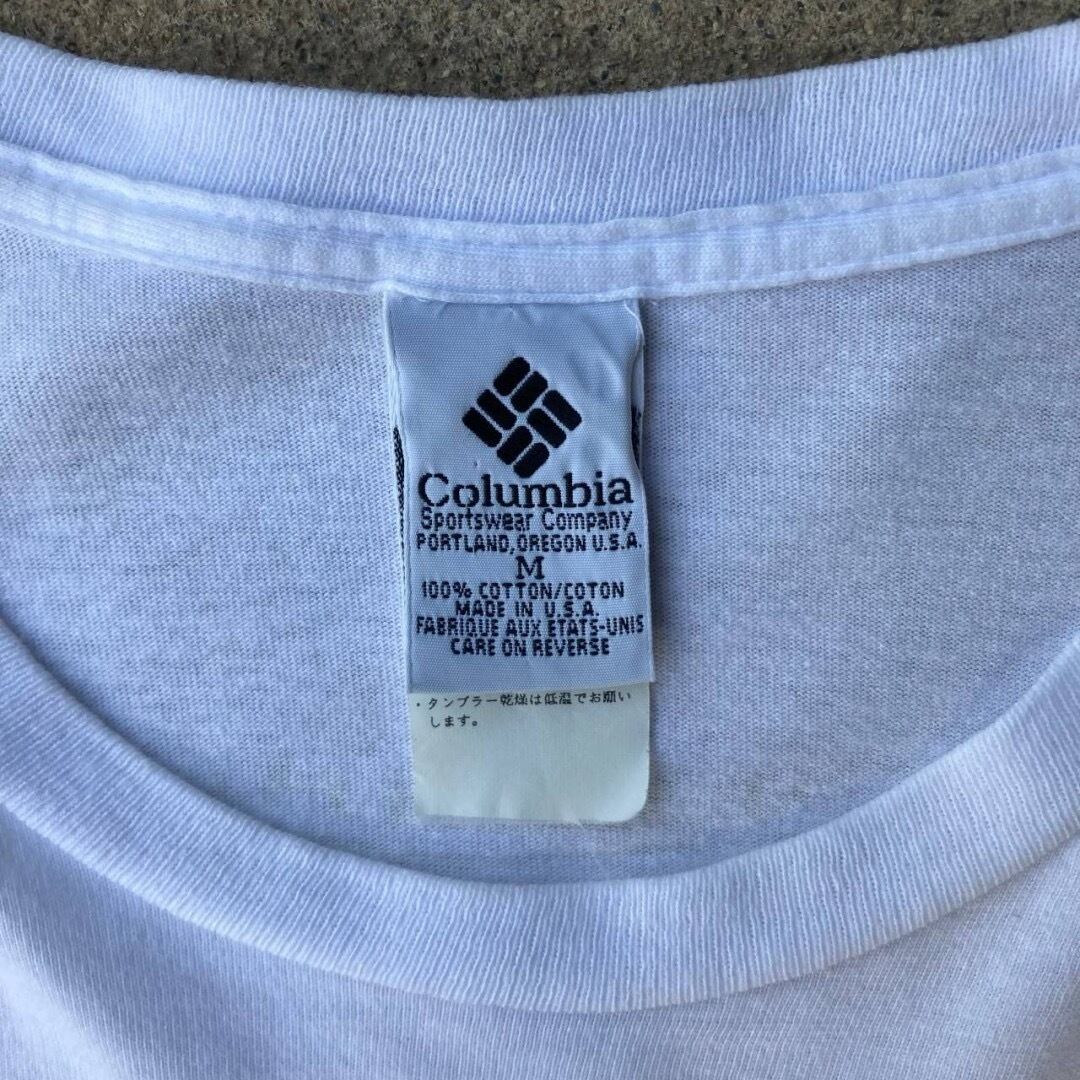 Columbia
Sportswear Company
PORTLAND, OREGON U.S.A.
M
100% COTTON/COTON
MADE IN U.S.A.
FABRIQUE AUX ETATS-UNIS
CARE ON REVERSE
・タンブラー乾燥は低温でお願い
します。